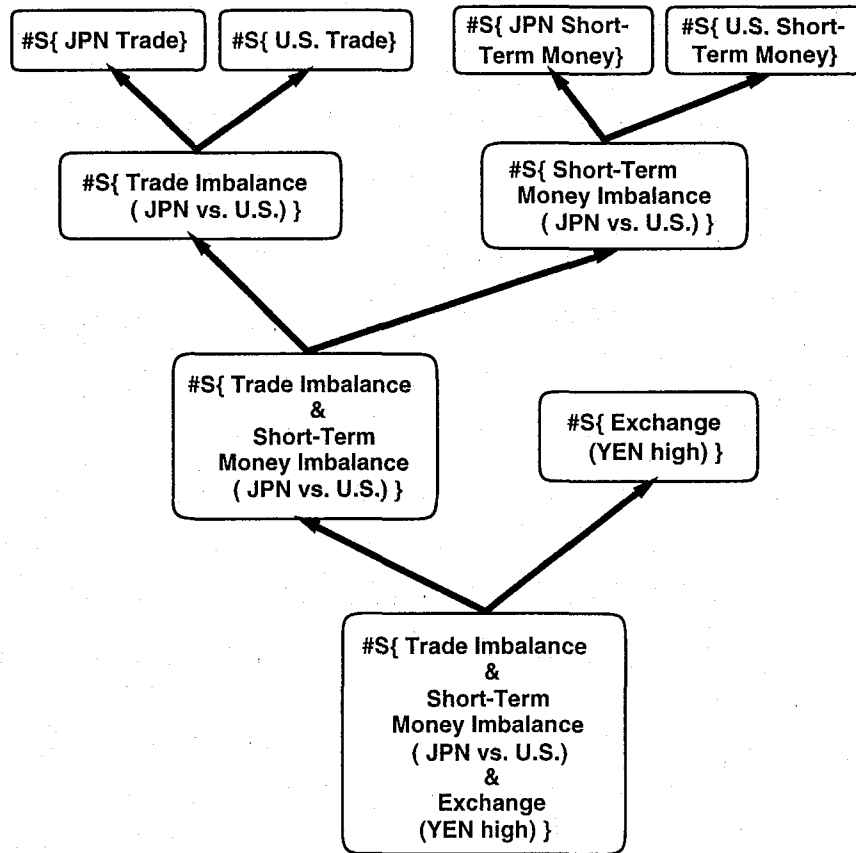 #S{ JPN Trade}
#S{ U.S. Trade}
#S{ JPN Short-
Term Money}
#S{ U.S. Short-
Term Money}
#S{ Trade Imbalance
( JPN vs. U.S.) }
#S{ Short-Term
Money Imbalance
( JPN vs. U.S.) }
#S{ Trade Imbalance
&
Short-Term
Money Imbalance
( JPN vs. U.S.) }
#S{ Exchange
(YEN high) }
#S{ Trade Imbalance
&
Short-Term
Money Imbalance
( JPN vs. U.S.)
&
Exchange
(YEN high) }